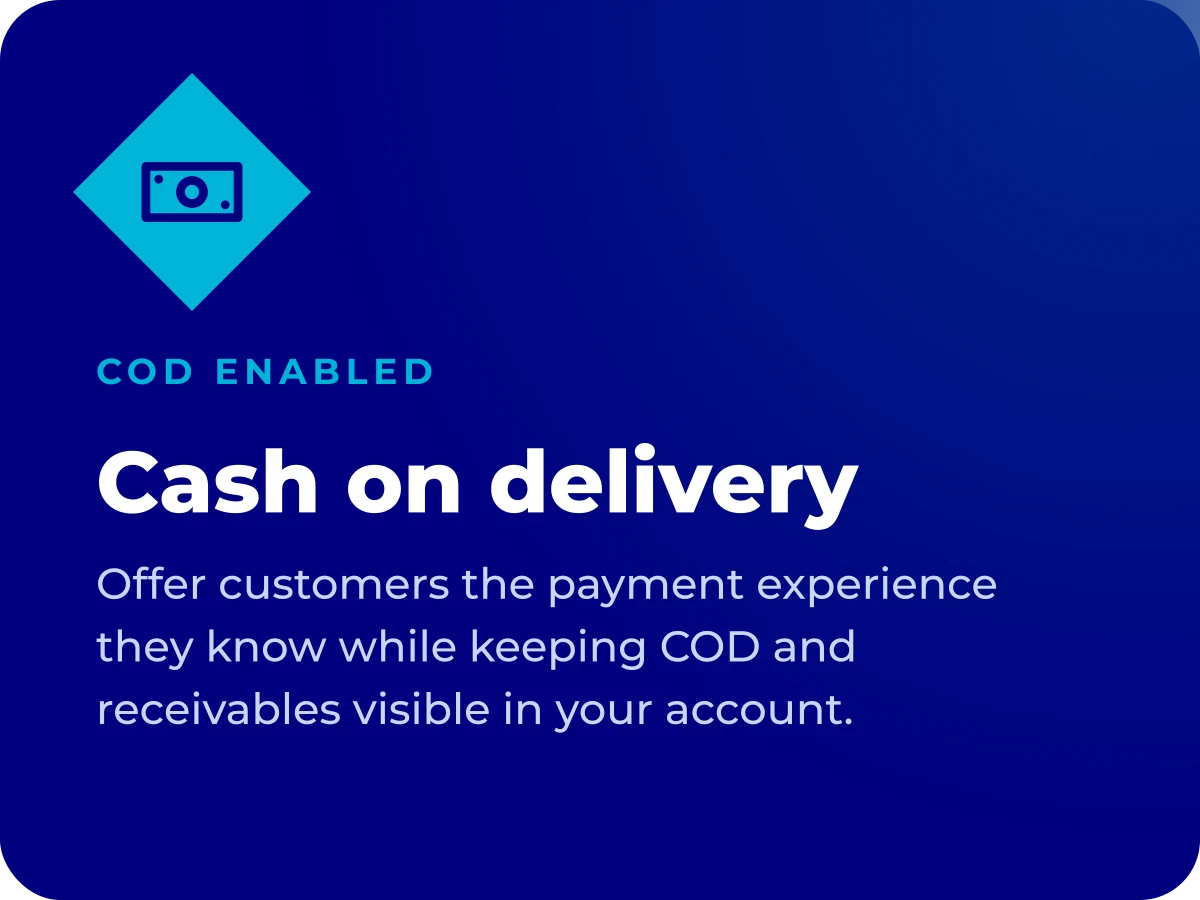 COD ENABLED
Cash on delivery
Offer customers the payment experience
they know while keeping COD and
receivables visible in your account.